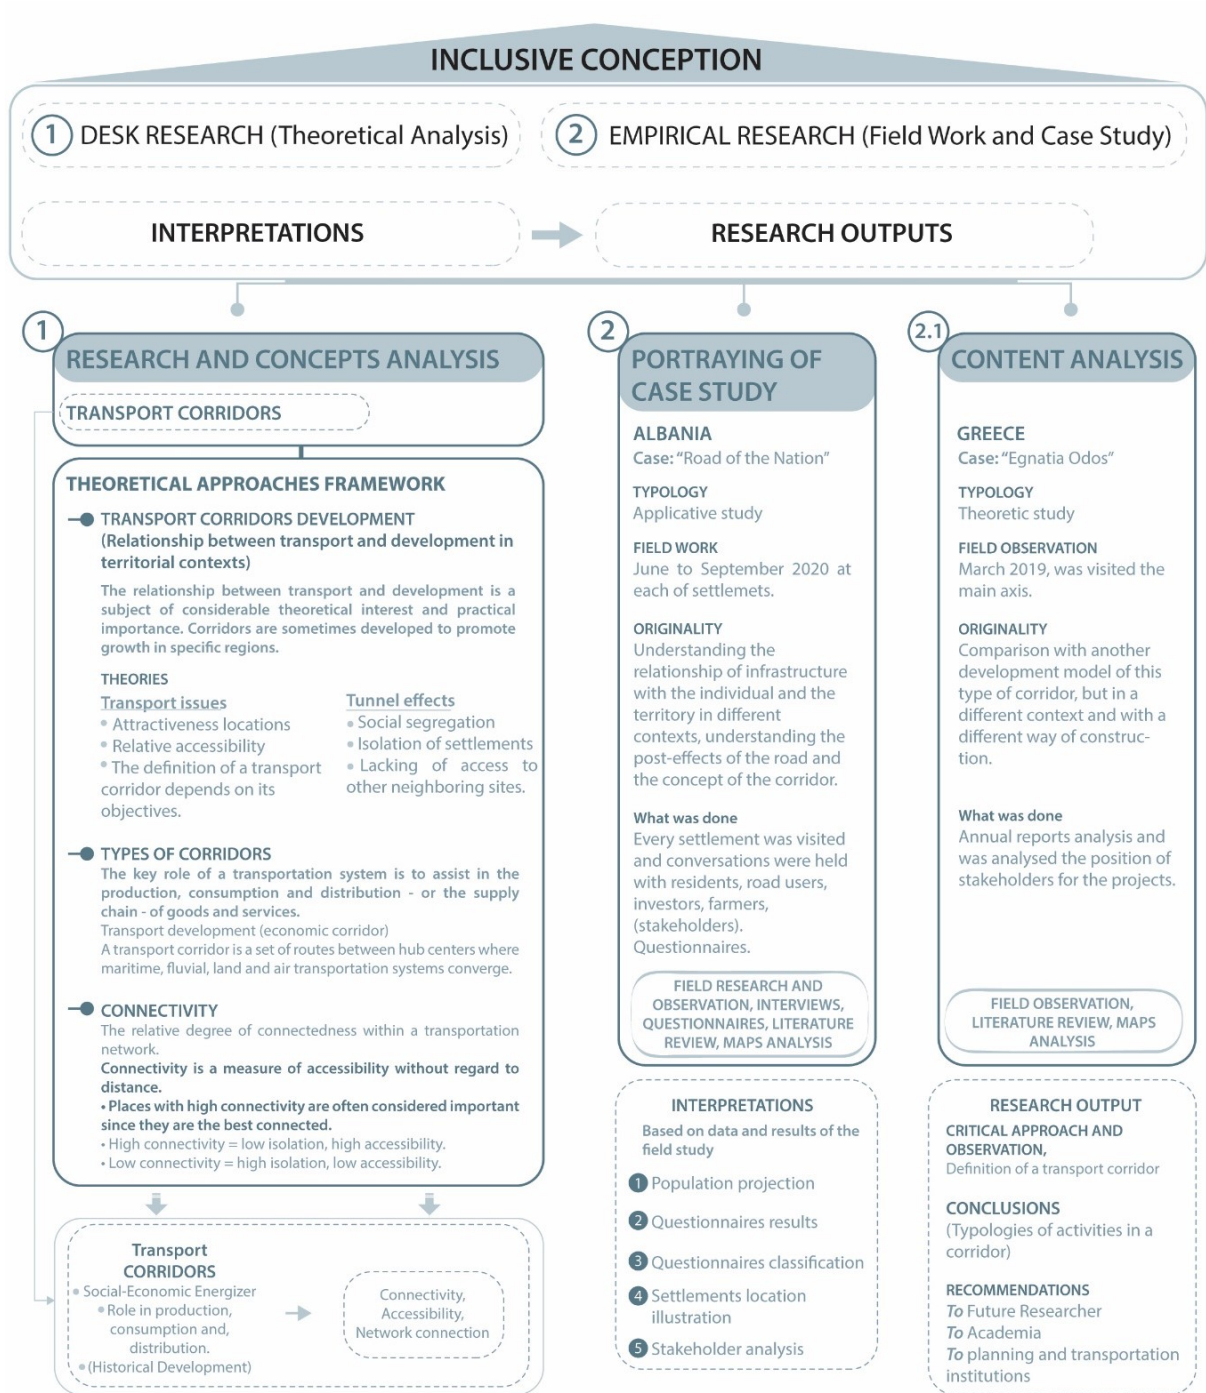 INCLUSIVE CONCEPTION
1 DESK RESEARCH (Theoretical Analysis)
2 EMPIRICAL RESEARCH (Field Work and Case Study)
INTERPRETATIONS
RESEARCH OUTPUTS
1
RESEARCH AND CONCEPTS ANALYSIS
TRANSPORT CORRIDORS
THEORETICAL APPROACHES FRAMEWORK
TRANSPORT CORRIDORS DEVELOPMENT
(Relationship between transport and development in
territorial contexts)
The relationship between transport and development is a
subject of considerable theoretical interest and practical
importance. Corridors are sometimes developed to promote
growth in specific regions.
THEORIES
Transport issues
• Attractiveness locations
• Relative accessibility
• The definition of a transport
corridor depends on its
objectives.
Tunnel effects
• Social segregation
• Isolation of settlements
• Lacking of access to
other neighboring sites.
TYPES OF CORRIDORS
The key role of a transportation system is to assist in the
production, consumption and distribution - or the supply
chain - of goods and services.
Transport development (economic corridor)
A transport corridor is a set of routes between hub centers where
maritime, fluvial, land and air transportation systems converge.
CONNECTIVITY
The relative degree of connectedness within a transportation
network.
Connectivity is a measure of accessibility without regard to
distance.
• Places with high connectivity are often considered important
since they are the best connected.
• High connectivity = low isolation, high accessibility.
• Low connectivity = high isolation, low accessibility.
Transport
CORRIDORS
• Social-Economic Energizer
• Role in production,
consumption and,
distribution.
• (Historical Development)
Connectivity,
Accessibility,
Network connection
2
PORTRAYING OF
CASE STUDY
ALBANIA
Case: "Road of the Nation"
TYPOLOGY
Applicative study
FIELD WORK
June to September 2020 at
each of settlemets.
ORIGINALITY
Understanding the
relationship of infrastructure
with the individual and the
territory in different
contexts, understanding the
post-effects of the road and
the concept of the corridor.
What was done
Every settlement was visited
and conversations were held
with residents, road users,
investors, farmers,
(stakeholders).
Questionnaires.
FIELD RESEARCH AND
OBSERVATION, INTERVIEWS,
QUESTIONNAIRES, LITERATURE
REVIEW, MAPS ANALYSIS
INTERPRETATIONS
Based on data and results of the
field study
1 Population projection
2 Questionnaires results
3 Questionnaires classification
4 Settlements location
illustration
5 Stakeholder analysis
2.1
CONTENT ANALYSIS
GREECE
Case: "Egnatia Odos"
TYPOLOGY
Theoretic study
FIELD OBSERVATION
March 2019, was visited the
main axis.
ORIGINALITY
Comparison with another
development model of this
type of corridor, but in a
different context and with a
different way of construc-
tion.
What was done
Annual reports analysis and
was analysed the position of
stakeholders for the projects.
FIELD OBSERVATION,
LITERATURE REVIEW, MAPS
ANALYSIS
RESEARCH OUTPUT
CRITICAL APPROACH AND
OBSERVATION,
Definition of a transport corridor
CONCLUSIONS
(Typologies of activities in a
corridor)
RECOMMENDATIONS
To Future Researcher
To Academia
To planning and transportation
institutions